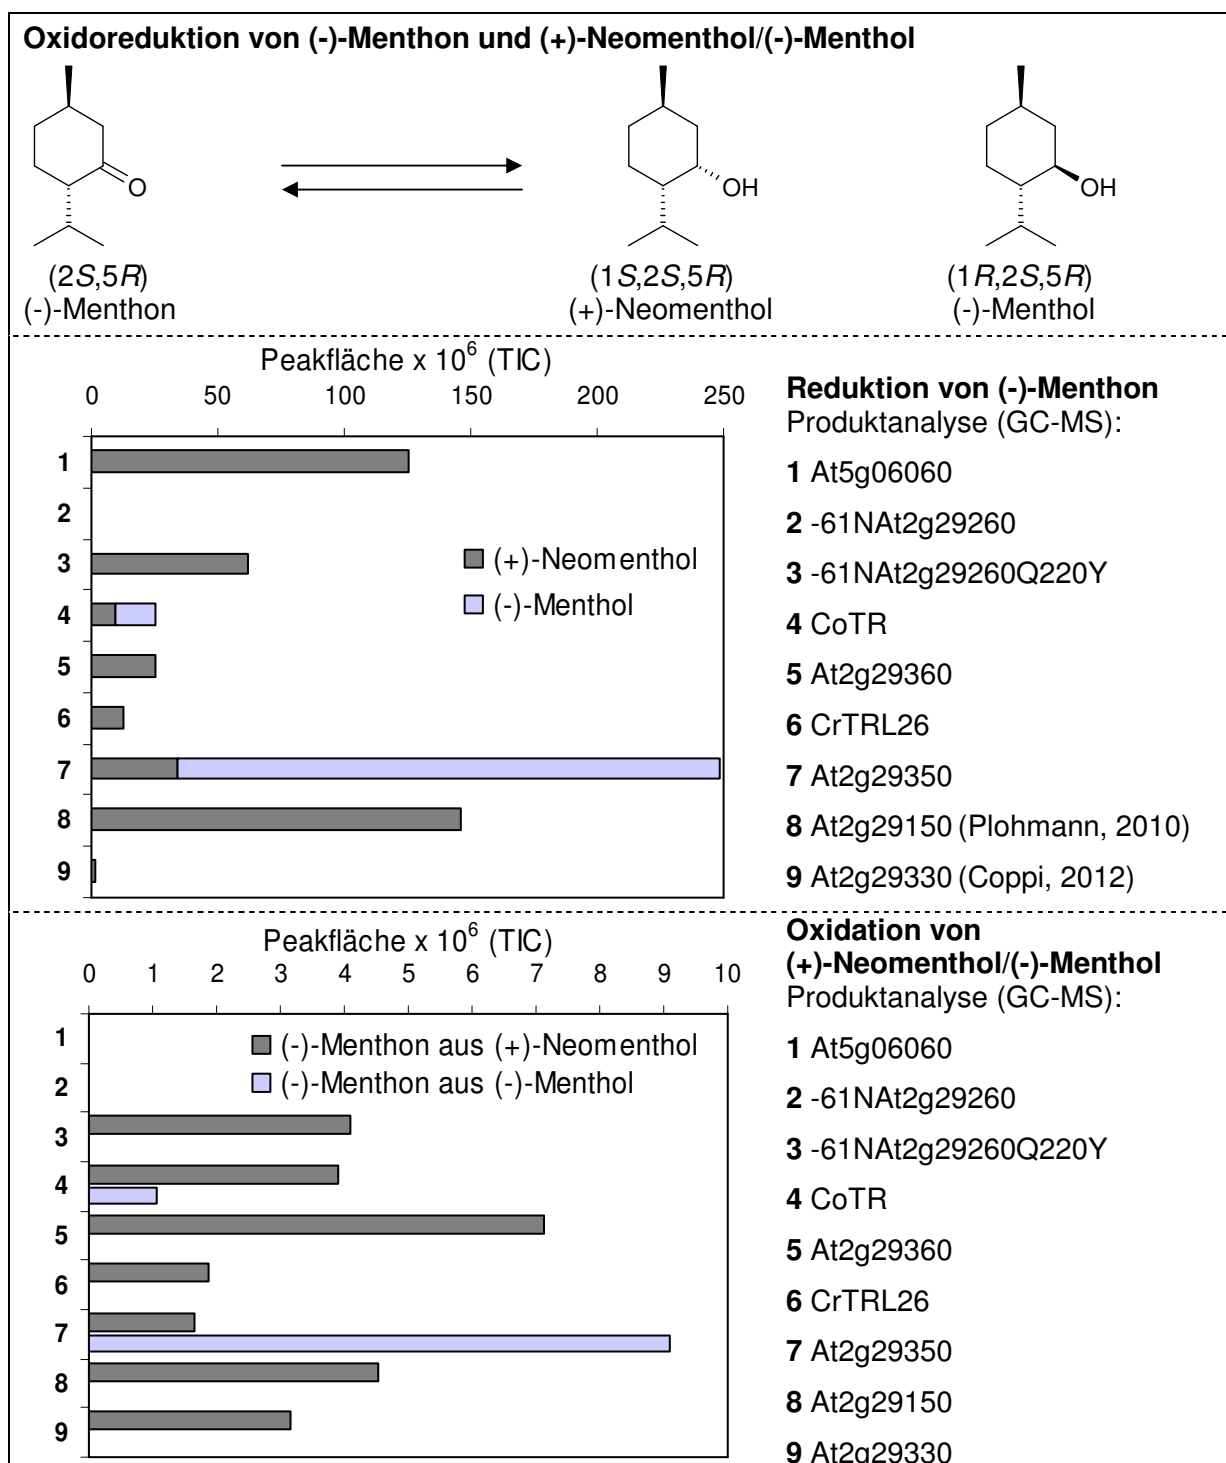 Oxidoreduktion von (-)-Menthon und (+)-Neomenthol/(-)-Menthol
O
OH
OH
(2S,5R)
(-)-Menthon
(1S,2S,5R)
(+)-Neomenthol
(1R,2S,5R)
(-)-Menthol
Peakfläche x 10⁶ (TIC)
0 50 100 150 200 250
1
2
3
4
5
6
7
8
9
(+)-Neomenthol
(-)-Menthol
Reduktion von (-)-Menthon
Produktanalyse (GC-MS):
1 At5g06060
2 -61NAt2g29260
3 -61NAt2g29260Q220Y
4 CoTR
5 At2g29360
6 CrTRL26
7 At2g29350
8 At2g29150 (Plohmann, 2010)
9 At2g29330 (Coppi, 2012)
Peakfläche x 10⁶ (TIC)
0 1 2 3 4 5 6 7 8 9 10
1
2
3
4
5
6
7
8
9
(-)-Menthon aus (+)-Neomenthol
(-)-Menthon aus (-)-Menthol
Oxidation von
(+)-Neomenthol/(-)-Menthol
Produktanalyse (GC-MS):
1 At5g06060
2 -61NAt2g29260
3 -61NAt2g29260Q220Y
4 CoTR
5 At2g29360
6 CrTRL26
7 At2g29350
8 At2g29150
9 At2g29330